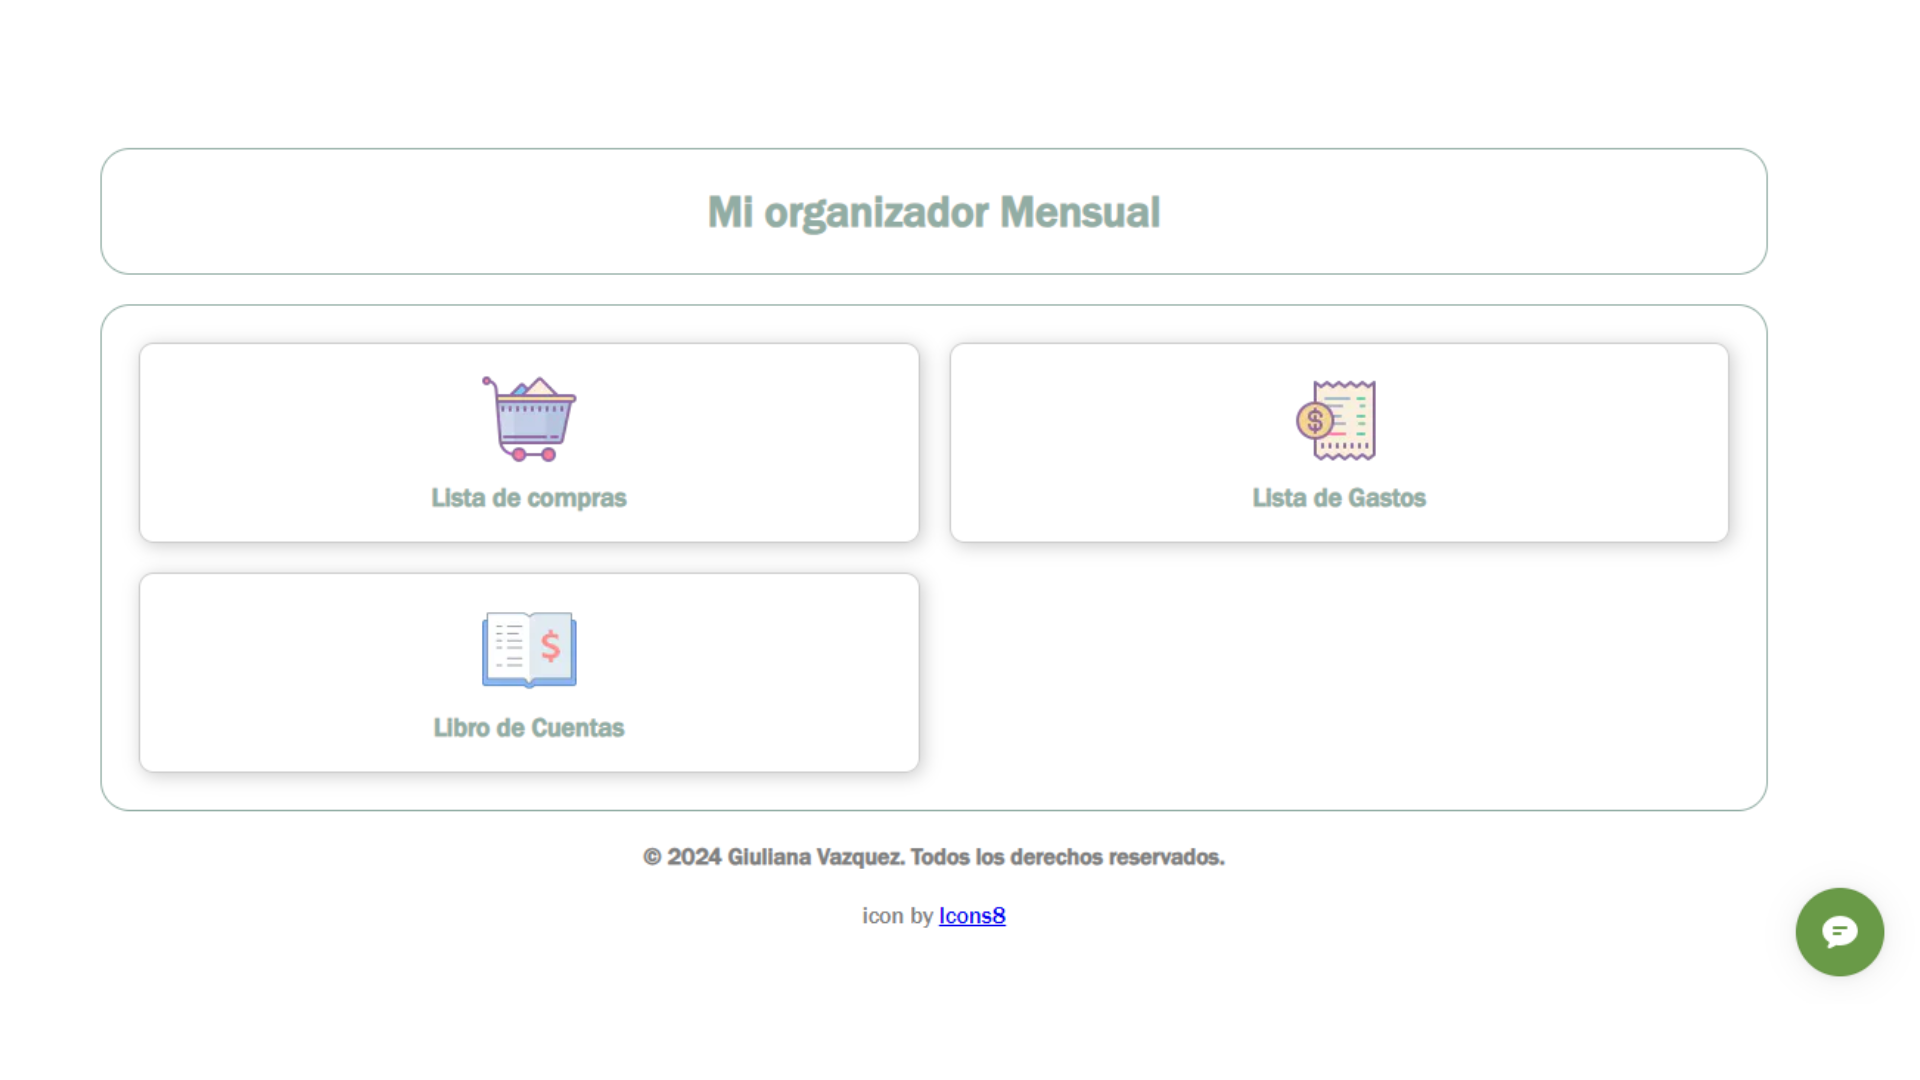 Mi organizador Mensual
Lista de compras
Lista de Gastos
$
$
Libro de Cuentas
© 2024 Giuliana Vazquez. Todos los derechos reservados.
icon by Icons8